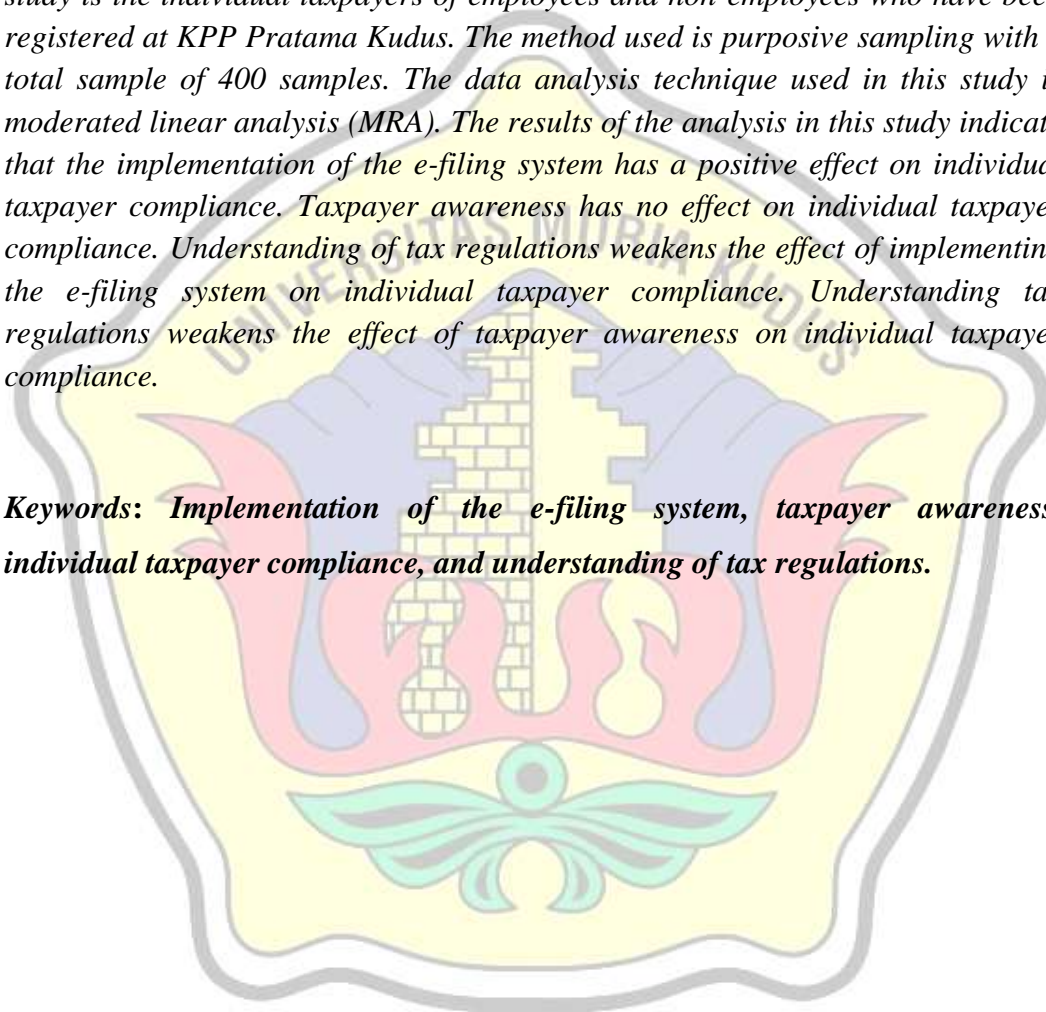 study is the individual taxpayers of employees and non-employees who have been
registered at KPP Pratama Kudus. The method used is purposive sampling with
total sample of 400 samples. The data analysis technique used in this study i
moderated linear analysis (MRA). The results of the analysis in this study indicat
that the implementation of the e-filing system has a positive effect on individua
taxpayer compliance. Taxpayer awareness has no effect on individual taxpaye
compliance. Understanding of tax regulations weakens the effect of implementin
the e-filing system on individual taxpayer compliance. Understanding ta
regulations weakens the effect of taxpayer awareness on individual taxpaye
compliance.
UNIVERSITAS MURIA KUDUS
Keywords: Implementation of the e-filing system, taxpayer awareness
individual taxpayer compliance, and understanding of tax regulations.